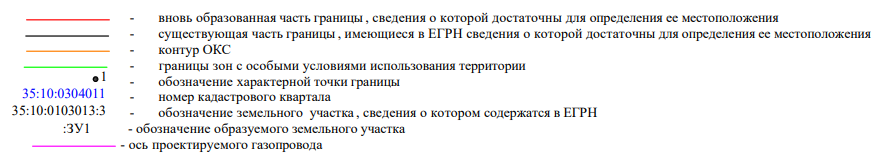 - вновь образованная часть границы, сведения о которой достаточны для определения ее местоположения
- существующая часть границы, имеющиеся в ЕГРН сведения о которой достаточны для определения ее местоположения
- контур ОКС
- границы зон с особыми условиями использования территории
1 - обозначение характерной точки границы
35:10:0304011 - номер кадастрового квартала
35:10:0103013:3 - обозначение земельного участка, сведения о котором содержатся в ЕГРН
:ЗУ1 - обозначение образуемого земельного участка
- ось проектируемого газопровода